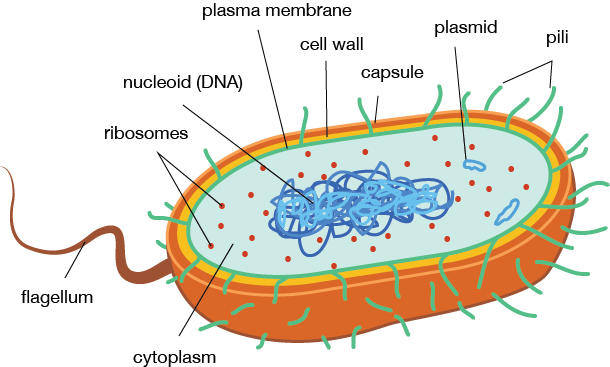 plasma membrane
cell wall
plasmid
pili
capsule
nucleoid (DNA)
ribosomes
flagellum
cytoplasm